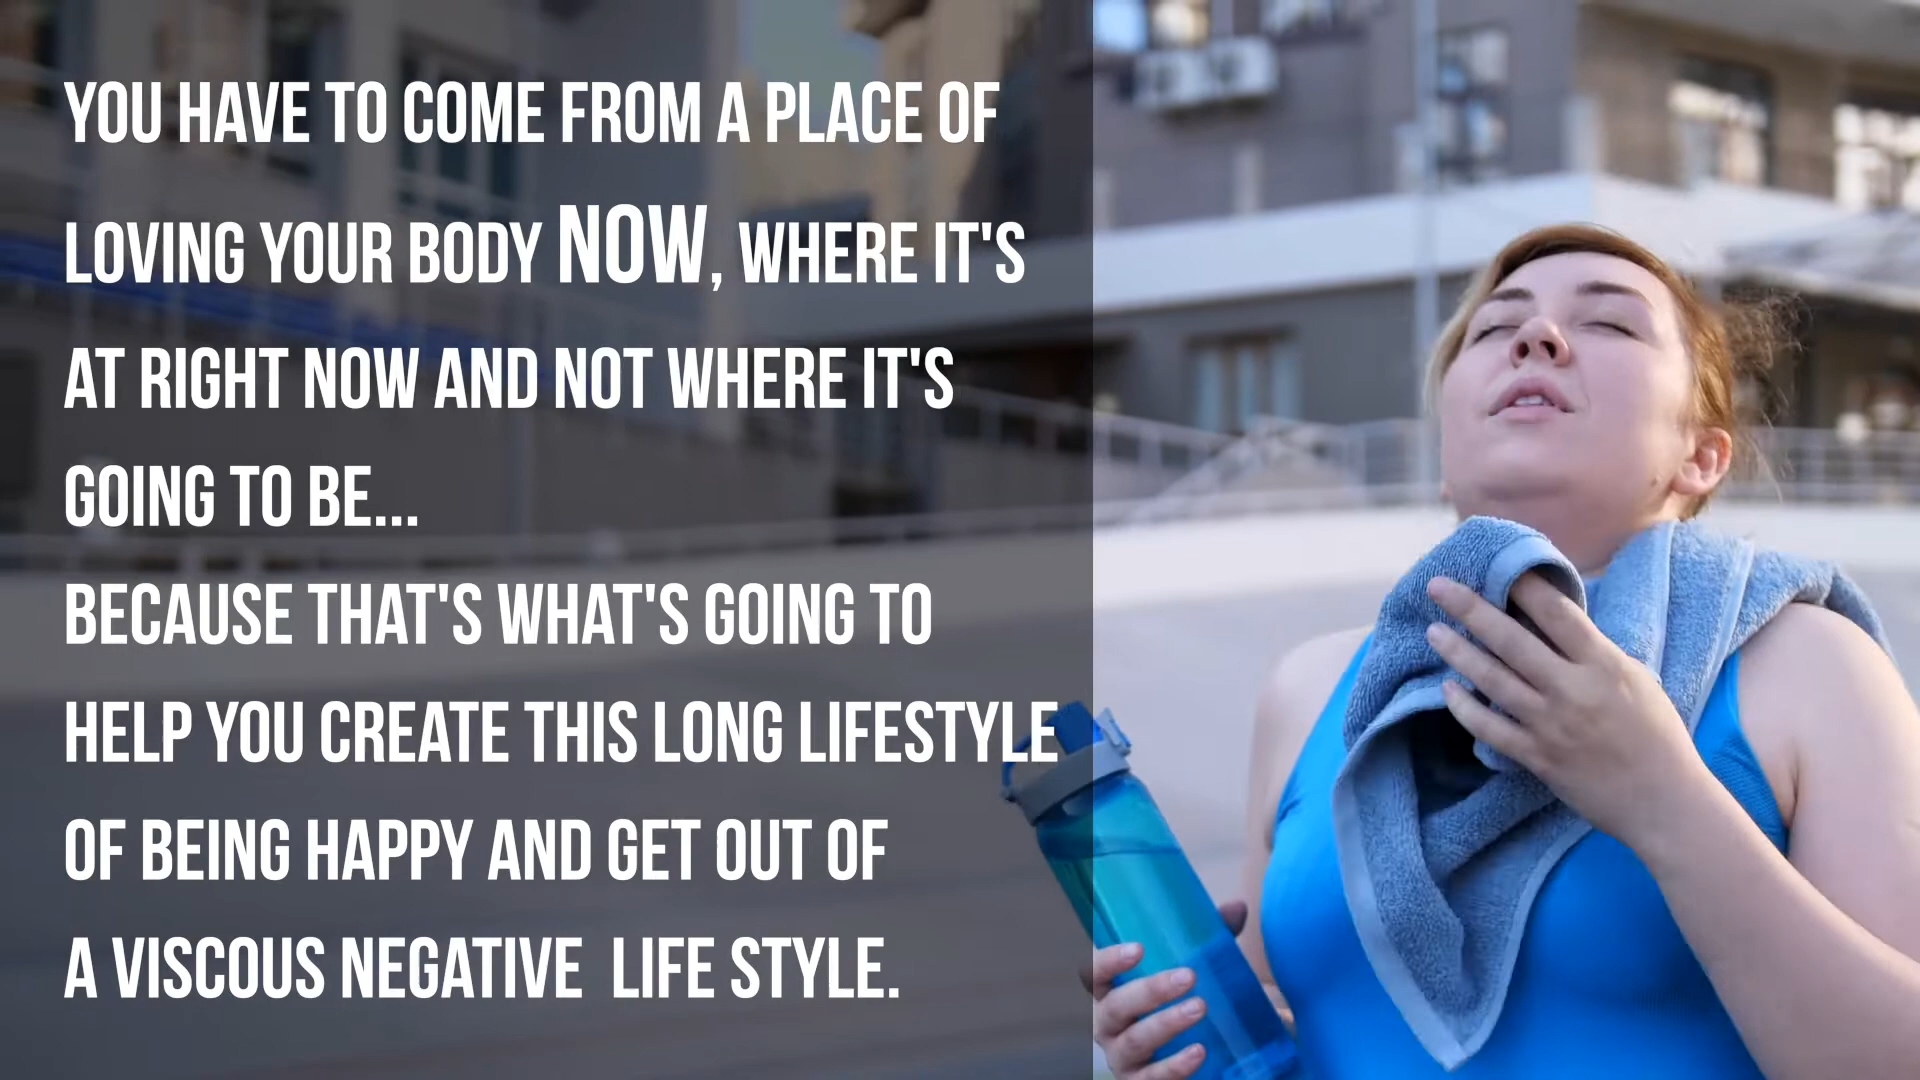 YOU HAVE TO COME FROM A PLACE OF
LOVING YOUR BODY NOW, WHERE IT'S
AT RIGHT NOW AND NOT WHERE IT'S
GOING TO BE...
BECAUSE THAT'S WHAT'S GOING TO
HELP YOU CREATE THIS LONG LIFESTYLE
OF BEING HAPPY AND GET OUT OF
A VISCOUS NEGATIVE LIFE STYLE.